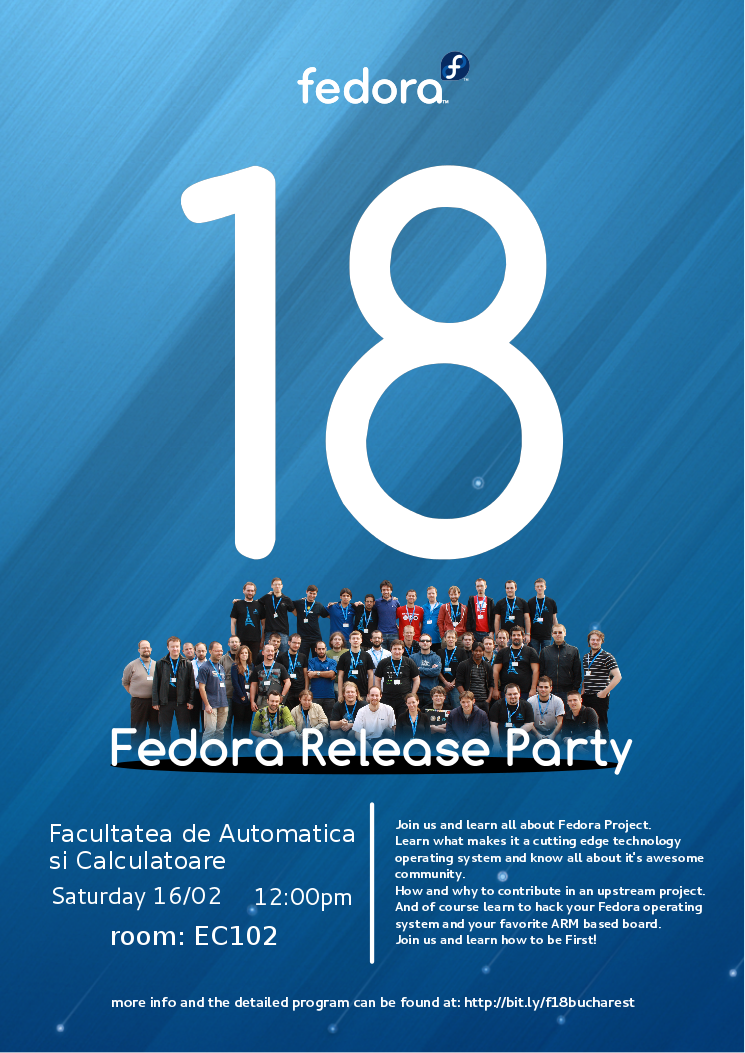 fedora
18
Fedora Release Party
Facultatea de Automatica
si Calculatoare
Saturday 16/02 12:00pm
room: EC102
Join us and learn all about Fedora Project.
Learn what makes it a cutting edge technology
operating system and know all about it's awesome
community.
How and why to contribute in an upstream project.
And of course learn to hack your Fedora operating
system and your favorite ARM based board.
Join us and learn how to be First!
more info and the detailed program can be found at: http://bit.ly/f18bucharest